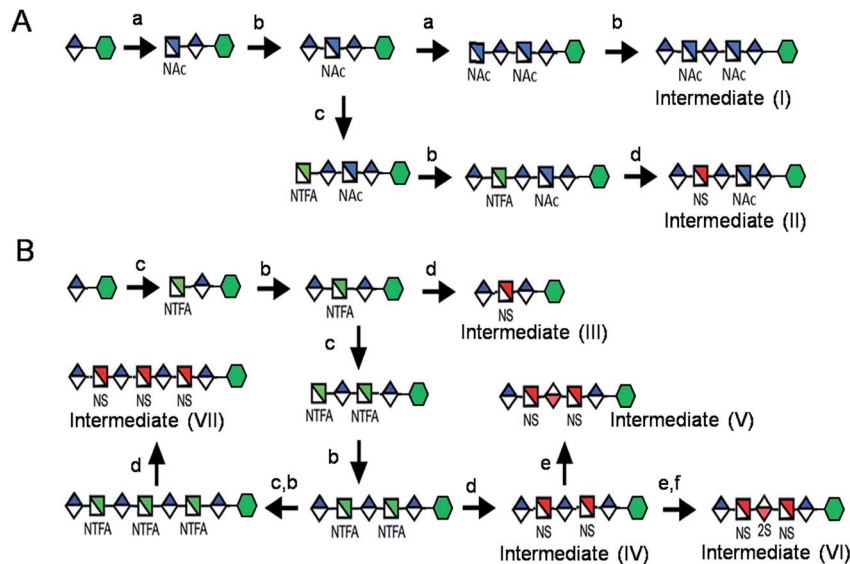 A
a b a b
NAc NAc NAc NAc NAc NAc
Intermediate (I)
c
b d
NTFA NAc NTFA NAc NS NAc
Intermediate (II)
B
c b d
NTFA NTFA NS
Intermediate (III)
c
NS NS NS
Intermediate (VII)
NTFA NTFA
NS NS
Intermediate (V)
d b e
c,b d e,f
NTFA NTFA NTFA NTFA NTFA NS NS NS 2S NS
Intermediate (IV) Intermediate (VI)